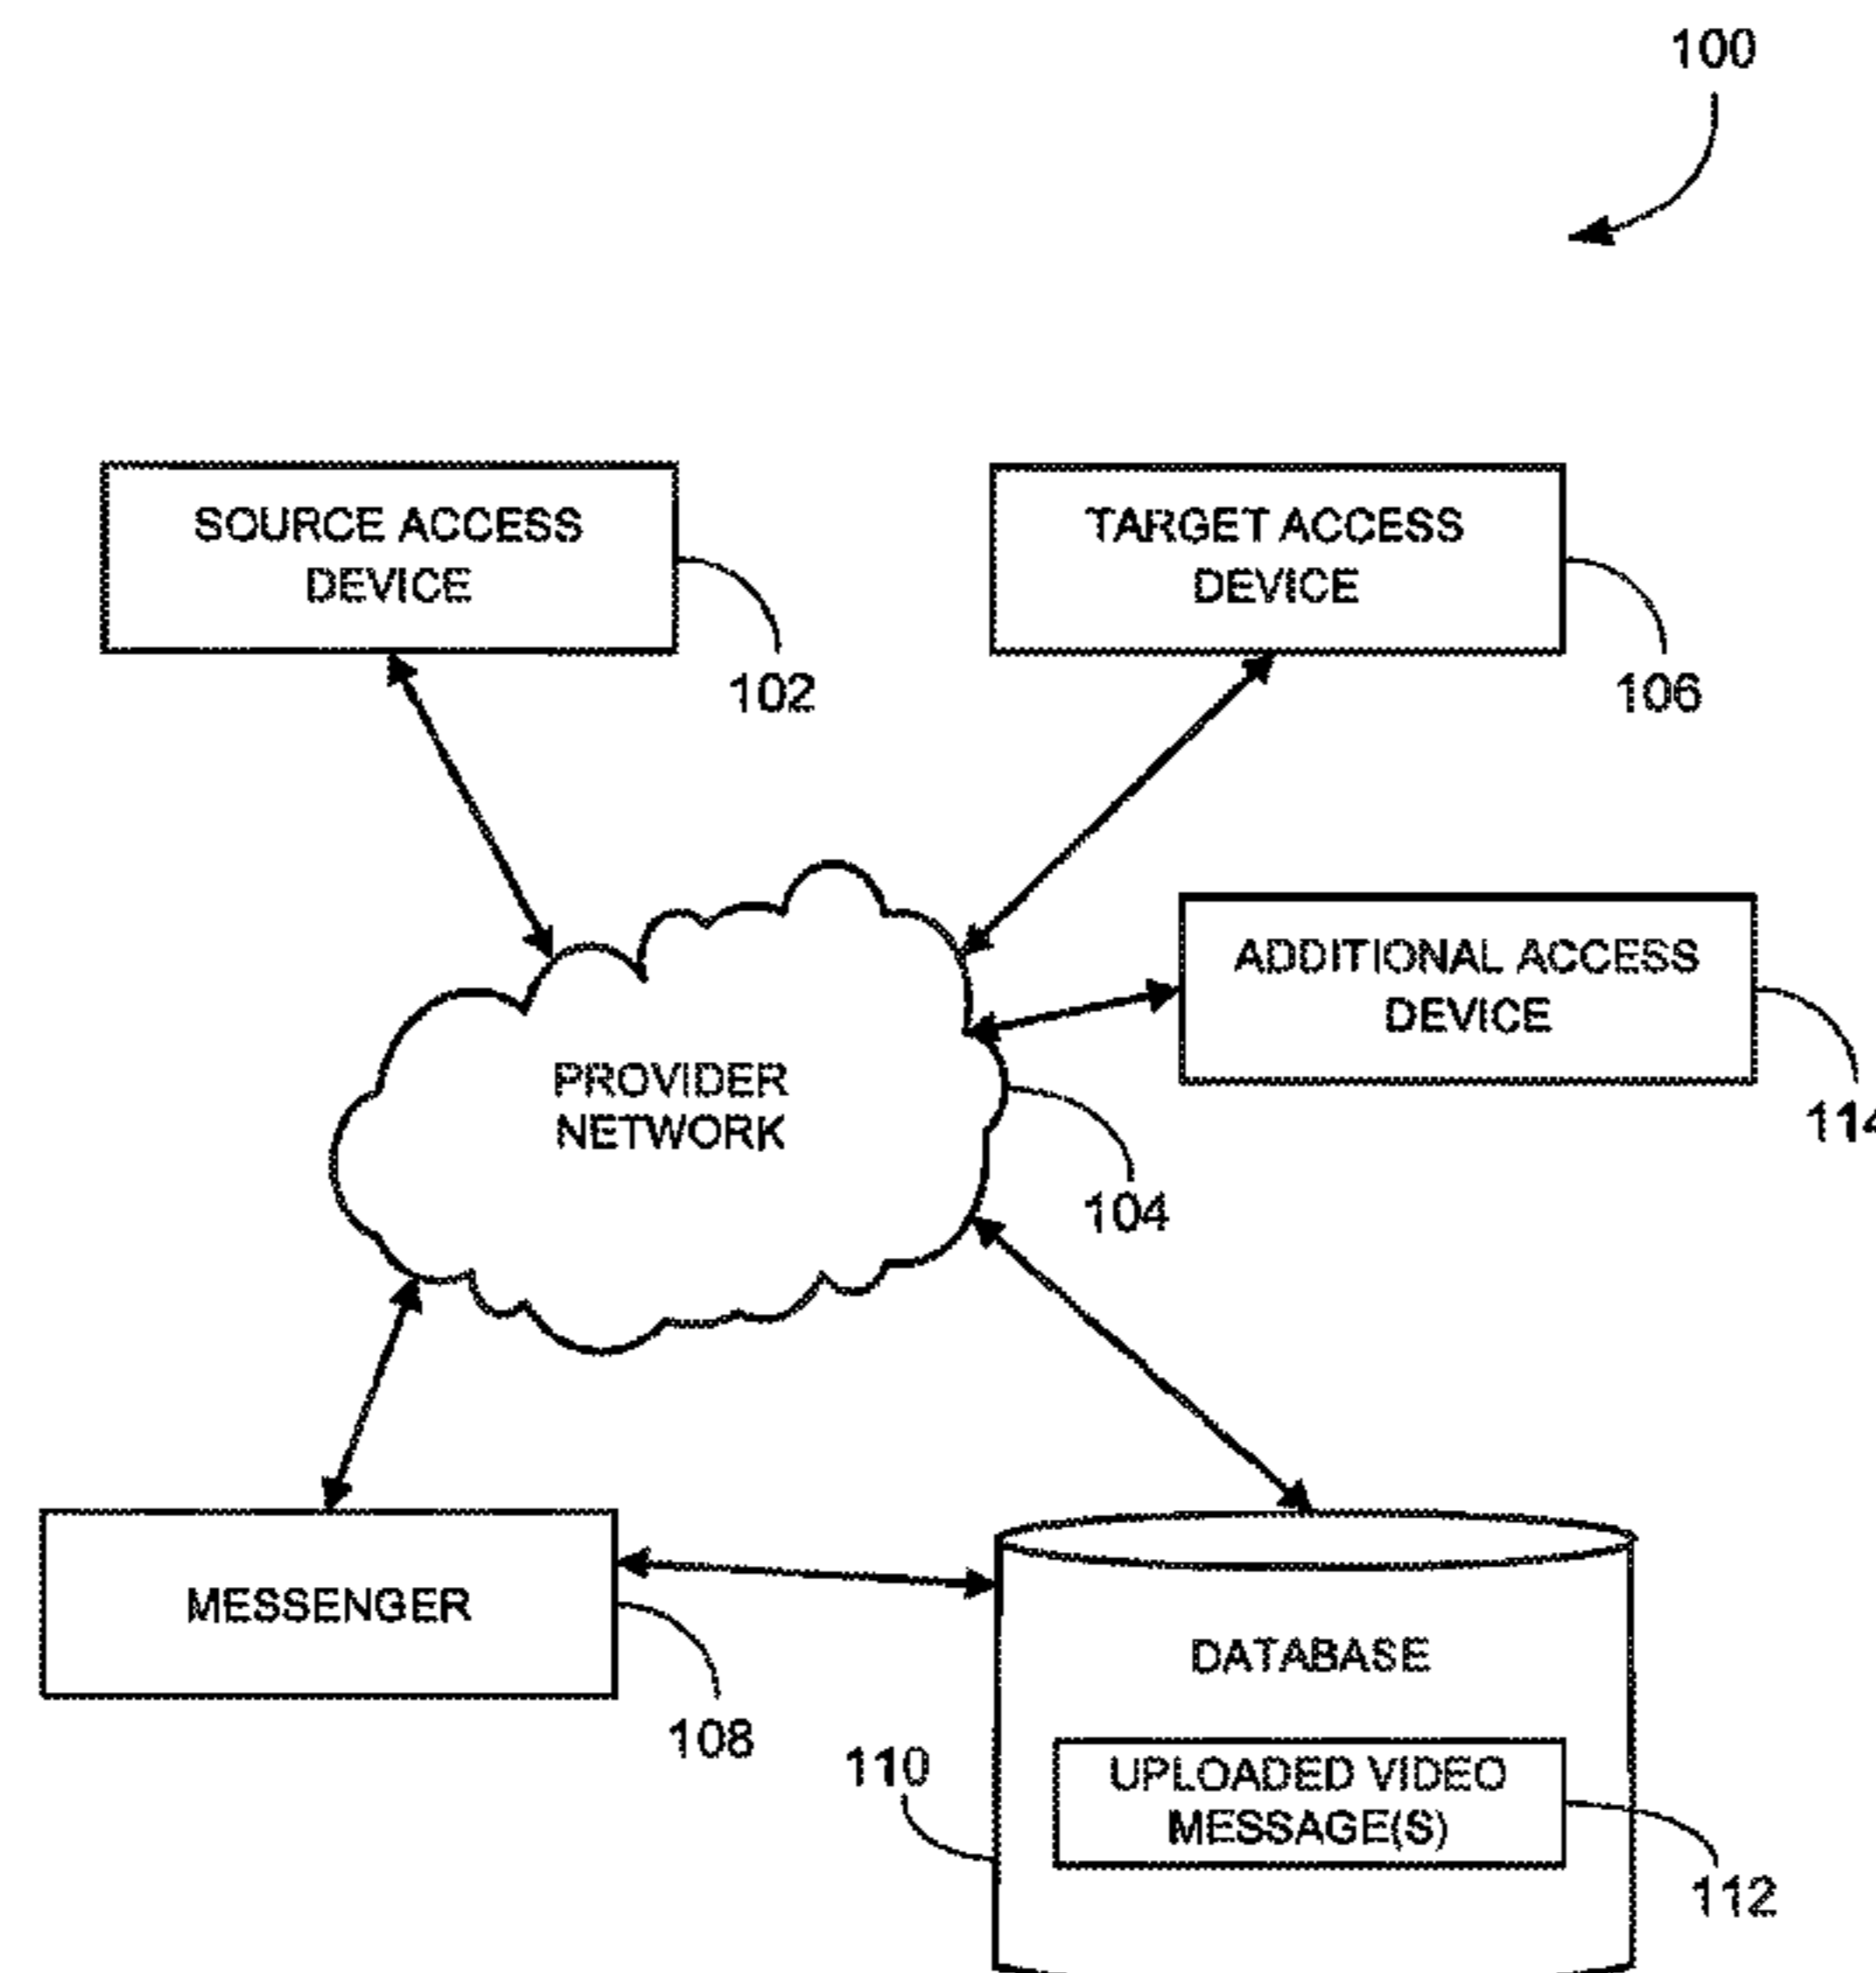 100
SOURCE ACCESS
DEVICE
102
TARGET ACCESS
DEVICE
106
ADDITIONAL ACCESS
DEVICE
114
PROVIDER
NETWORK
104
MESSENGER
108
DATABASE
110
UPLOADED VIDEO
MESSAGE(S)
112